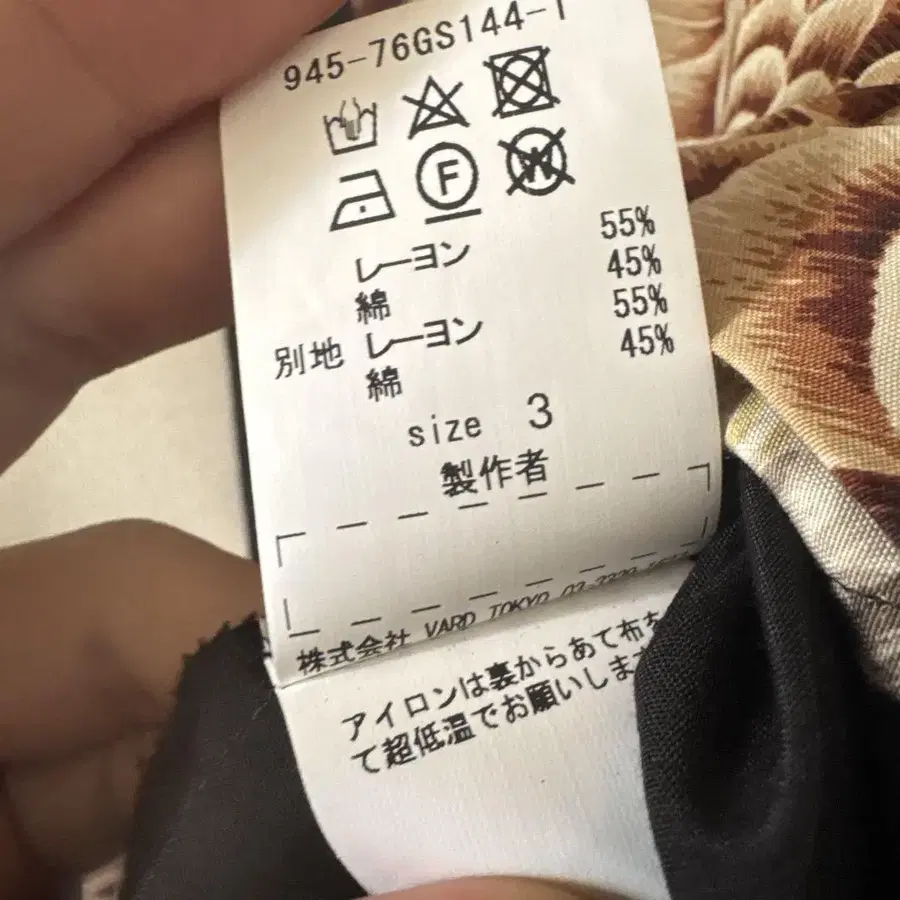 945-76GS144-1
F
W
レーヨン 55%
綿 45%
別地 レーヨン 55%
綿 45%
size 3
製作者
株式会社 VARD TOKYO 03-3320-
アイロンは裏からあて布を
て超低温でお願いしま